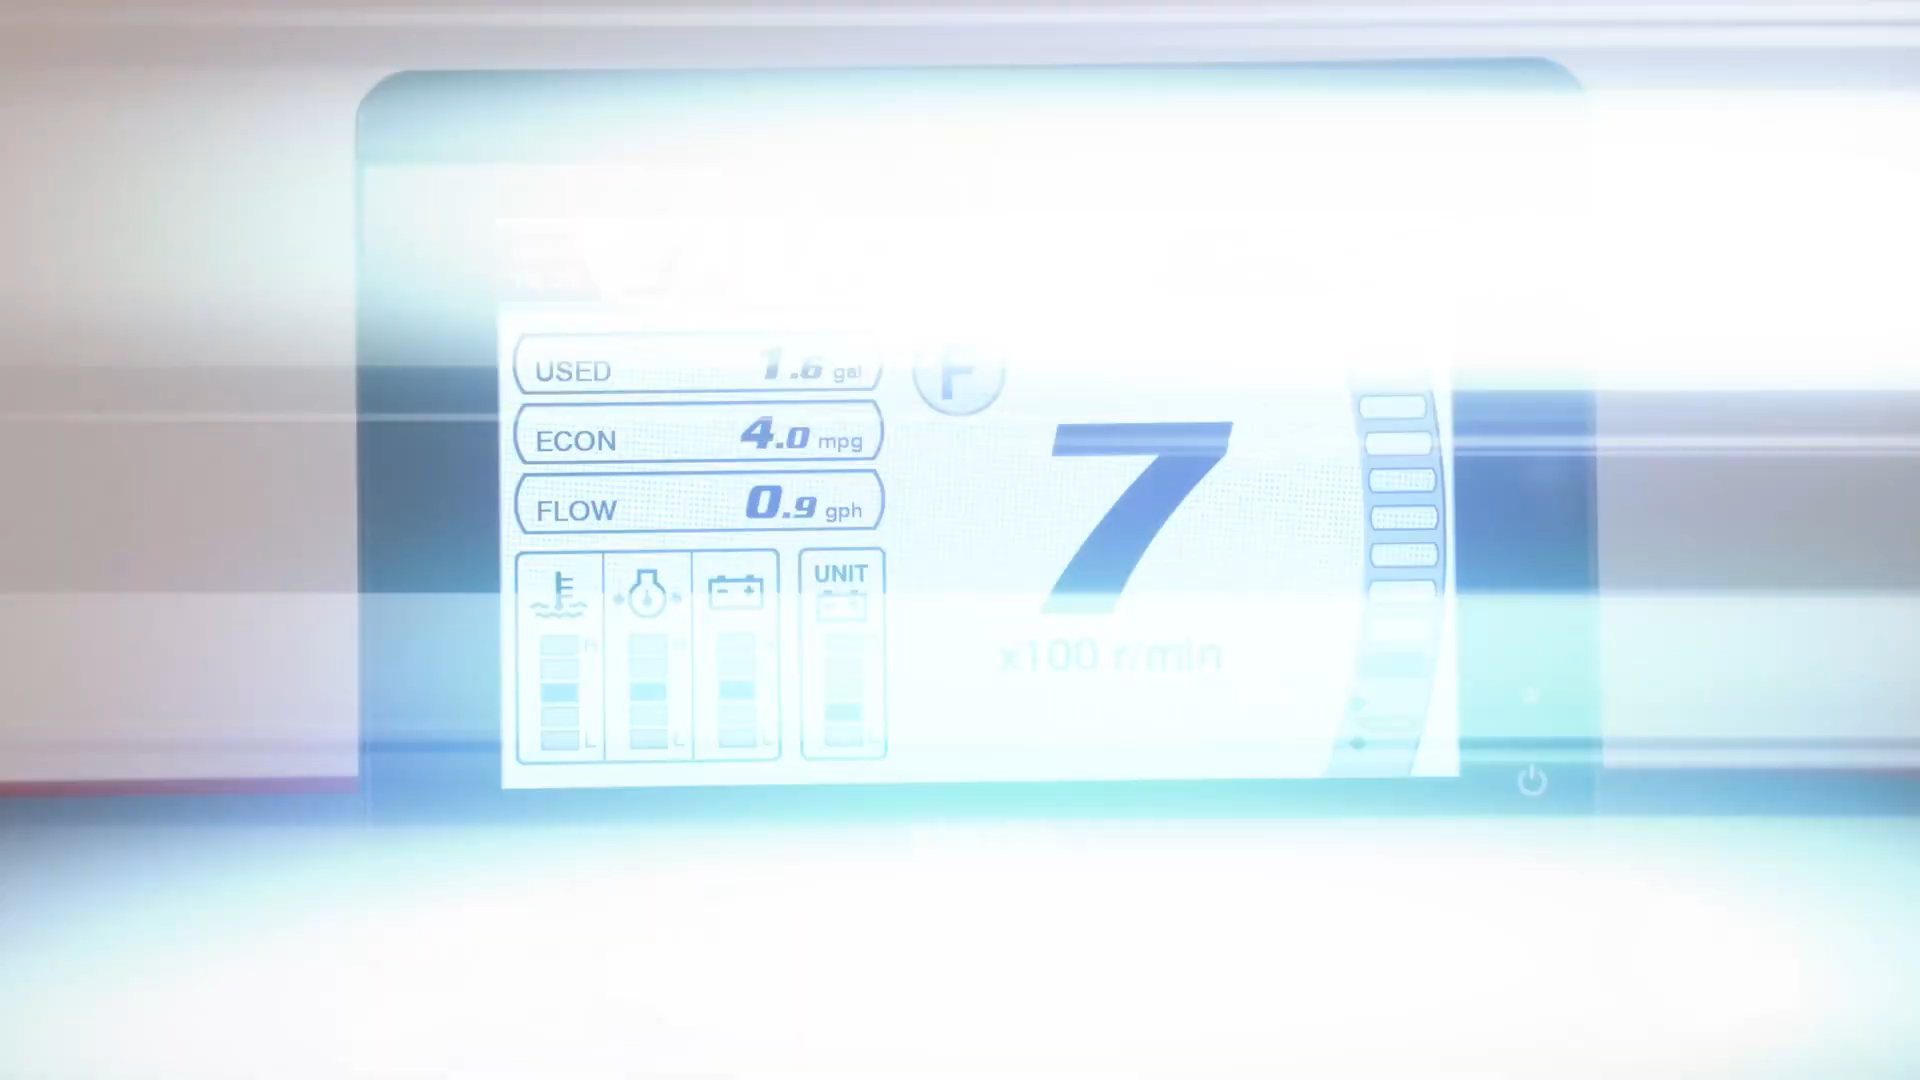 USED 1.6 gal
F
ECON 4.0 mpg
FLOW 0.9 gph
7
UNIT
x100 r/min
H H H
L L L L